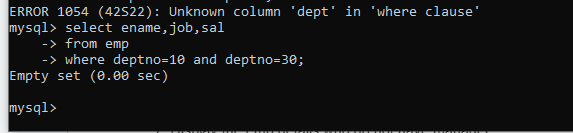 ERROR 1054 (42S22): Unknown column 'dept' in 'where clause'
mysql> select ename,job,sal
    -> from emp
    -> where deptno=10 and deptno=30;
Empty set (0.00 sec)
mysql>